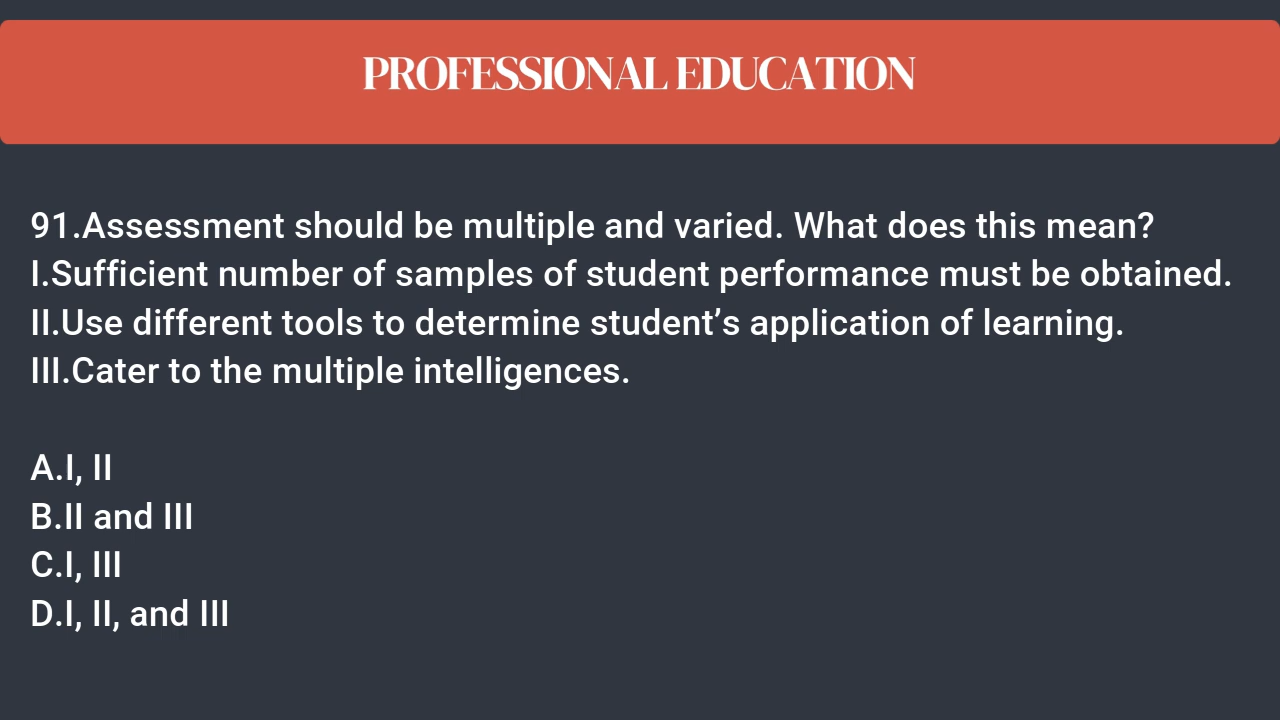 PROFESSIONAL EDUCATION
91.Assessment should be multiple and varied. What does this mean?
I.Sufficient number of samples of student performance must be obtained.
II.Use different tools to determine student’s application of learning.
III.Cater to the multiple intelligences.
A.I, II
B.II and III
C.I, III
D.I, II, and III